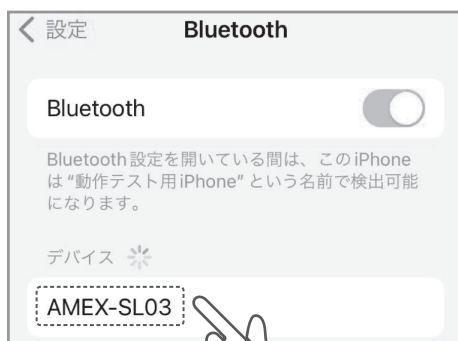 設定 Bluetooth
Bluetooth
Bluetooth 設定を開いている間は、この iPhone
は “動作テスト用 iPhone” という名前で検出可能
になります。
デバイス
AMEX-SL03